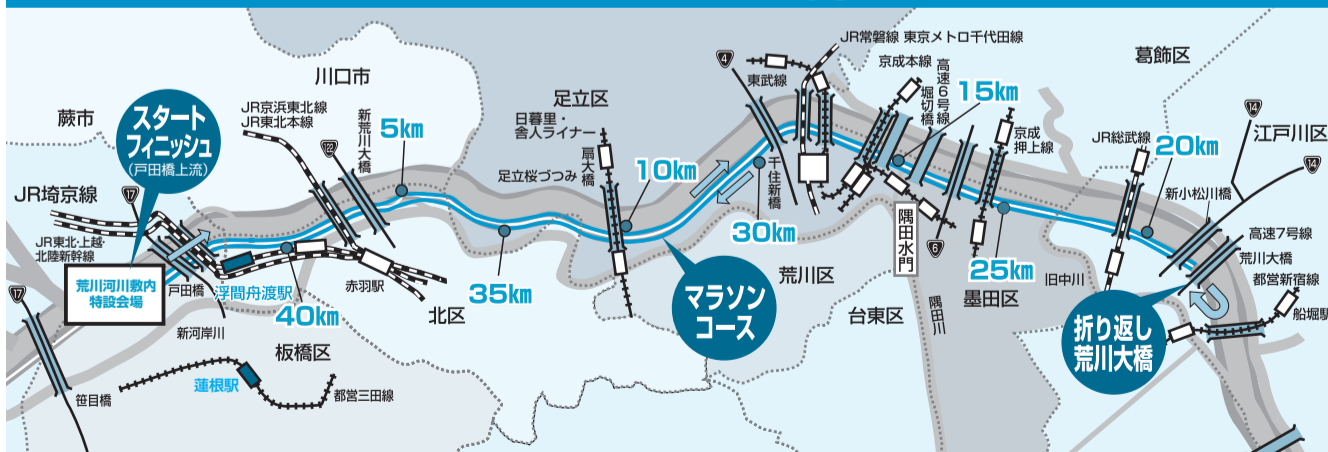 蕨市
川口市
足立区
葛飾区
江戸川区
スタート
フィニッシュ
(戸田橋上流)
JR埼京線
JR東北・上越・
北陸新幹線
荒川河川敷内
特設会場
17
17
戸田橋
新河岸川
笹目橋
JR京浜東北線
JR東北本線
122
新荒川大橋
5km
浮間舟渡駅
40km
赤羽駅
北区
板橋区
蓮根駅
都営三田線
35km
足立桜づつみ
日暮里・
舎人ライナー
扇大橋
10km
マラソン
コース
荒川区
30km
千住新橋
4
東武線
JR常磐線 東京メトロ千代田線
京成本線
高速6号線
堀切橋
15km
隅田水門
6
隅田川
台東区
京成
押上線
25km
墨田区
旧中川
JR総武線
20km
新小松川橋
14
14
高速7号線
荒川大橋
都営新宿線
船堀駅
折り返し
荒川大橋